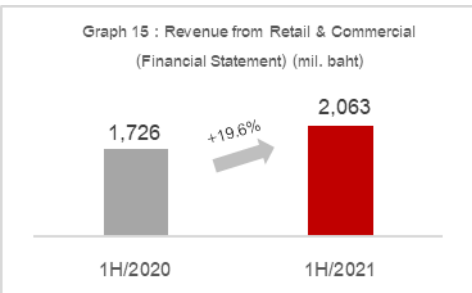 Graph 15 : Revenue from Retail & Commercial
(Financial Statement) (mil. baht)
2,063
1,726
+19.6%
1H/2020
1H/2021